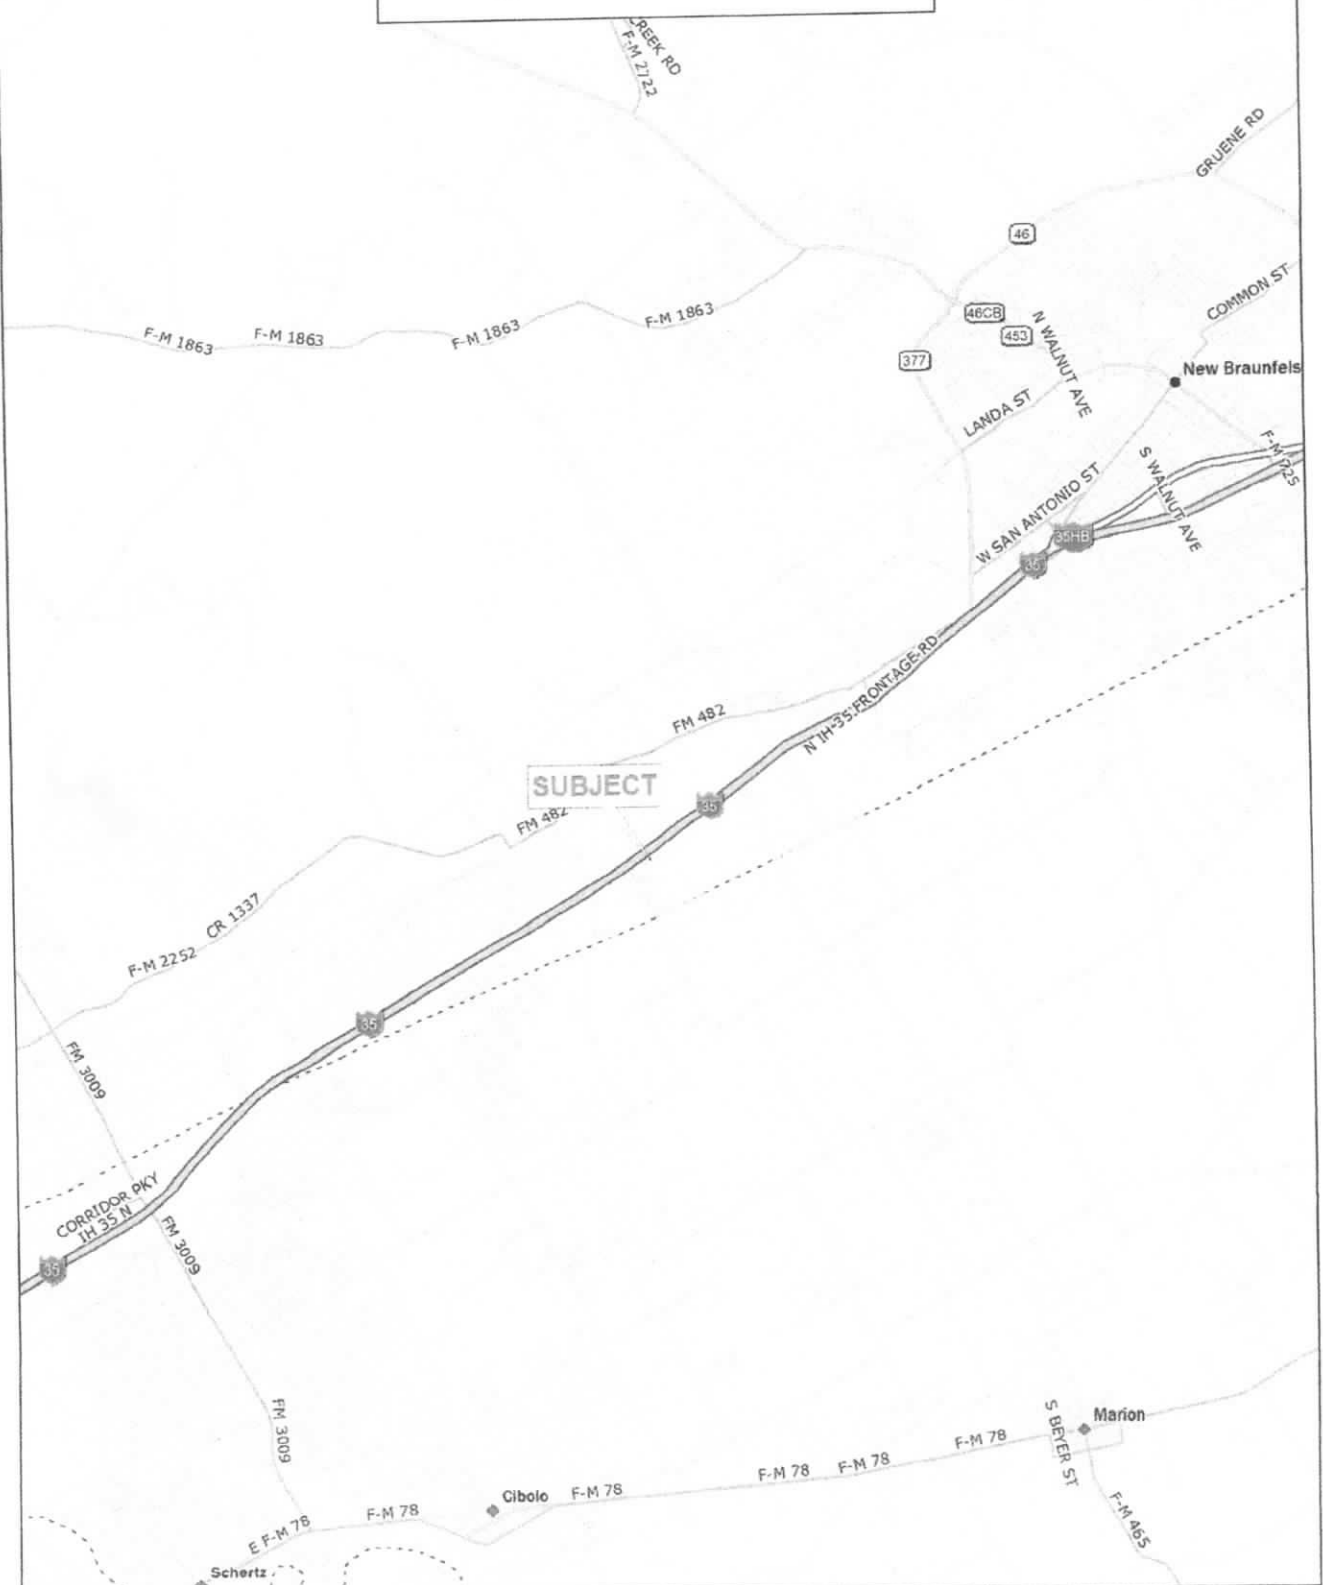 CREEK RD
F-M 2722
GRUENE RD
46
COMMON ST
46CB
N WALNUT AVE
453
F-M 1863
F-M 1863
F-M 1863
F-M 1863
377
New Braunfels
LANDA ST
F-M 725
S WALNUT AVE
W SAN ANTONIO ST
35HB
35
N IH-35 FRONTAGE RD
FM 482
SUBJECT
35
FM 482
CR 1337
F-M 2252
35
FM 3009
CORRIDOR PKY
IH 35 N
FM 3009
35
FM 3009
S BEYER ST
Marion
F-M 78
F-M 78
F-M 78
Cibolo
F-M 78
F-M 78
E F-M 78
F-M 465
Schertz